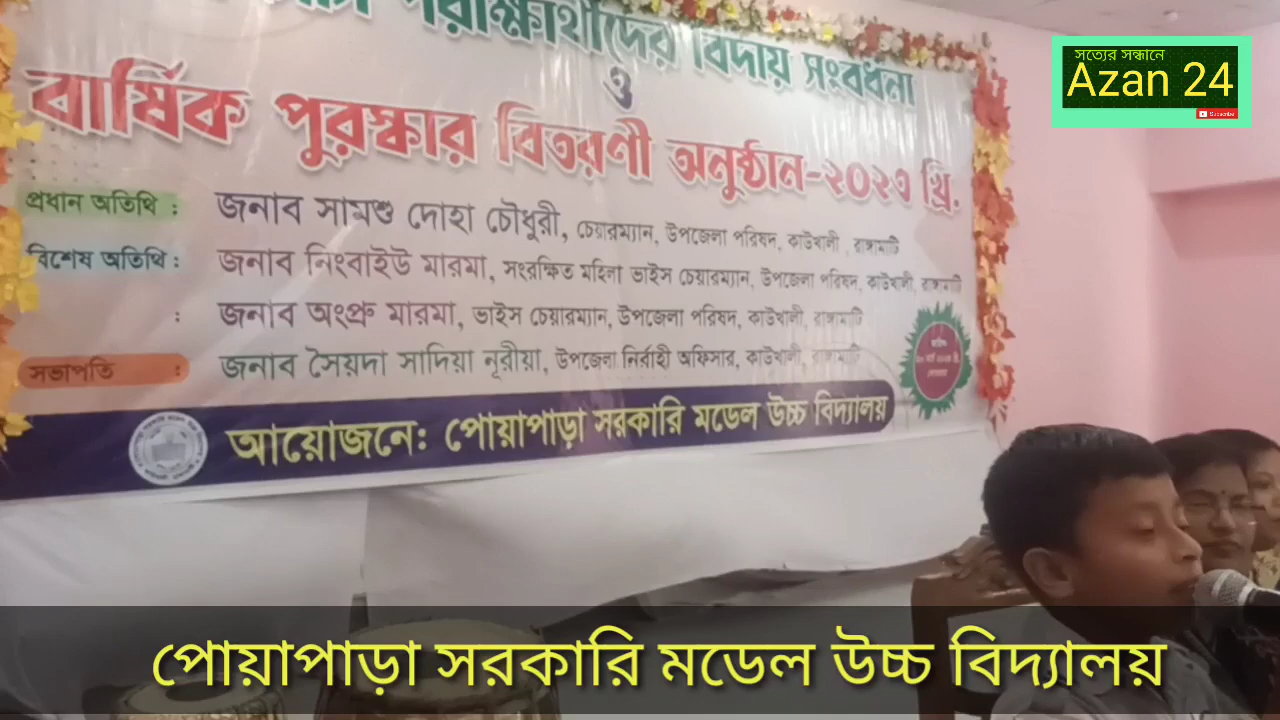 সত্যের সন্ধানে
Azan 24
Subscribe
পরীক্ষার্থীদের বিদায় সংবর্ধনা
ও
বার্ষিক পুরস্কার বিতরণী অনুষ্ঠান-২০২৩ খ্রি.
প্রধান অতিথি : জনাব সামশু দোহা চৌধুরী, চেয়ারম্যান, উপজেলা পরিষদ, কাউখালী , রাঙ্গামাটি
বিশেষ অতিথি : জনাব নিংবাইউ মারমা, সংরক্ষিত মহিলা ভাইস চেয়ারম্যান, উপজেলা পরিষদ, কাউখালী, রাঙ্গামাটি
: জনাব অংপ্রু মারমা, ভাইস চেয়ারম্যান, উপজেলা পরিষদ, কাউখালী, রাঙ্গামাটি
সভাপতি : জনাব সৈয়দা সাদিয়া নূরীয়া, উপজেলা নির্বাহী অফিসার, কাউখালী, রাঙ্গামাটি
আয়োজনে: পোয়াপাড়া সরকারি মডেল উচ্চ বিদ্যালয়
পোয়াপাড়া সরকারি মডেল উচ্চ বিদ্যালয়